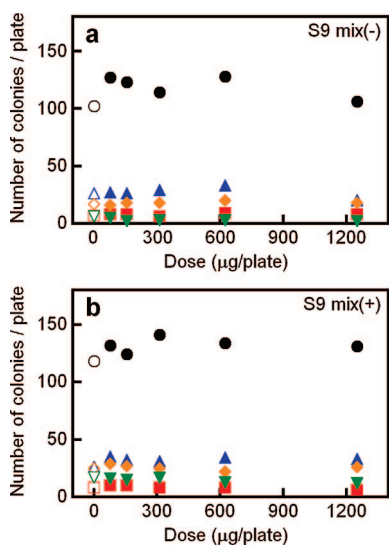 a
S9 mix(-)
150
100
50
0
Number of colonies / plate
0 300 600 900 1200
Dose (µg/plate)
b
S9 mix(+)
150
100
50
0
Number of colonies / plate
0 300 600 900 1200
Dose (µg/plate)